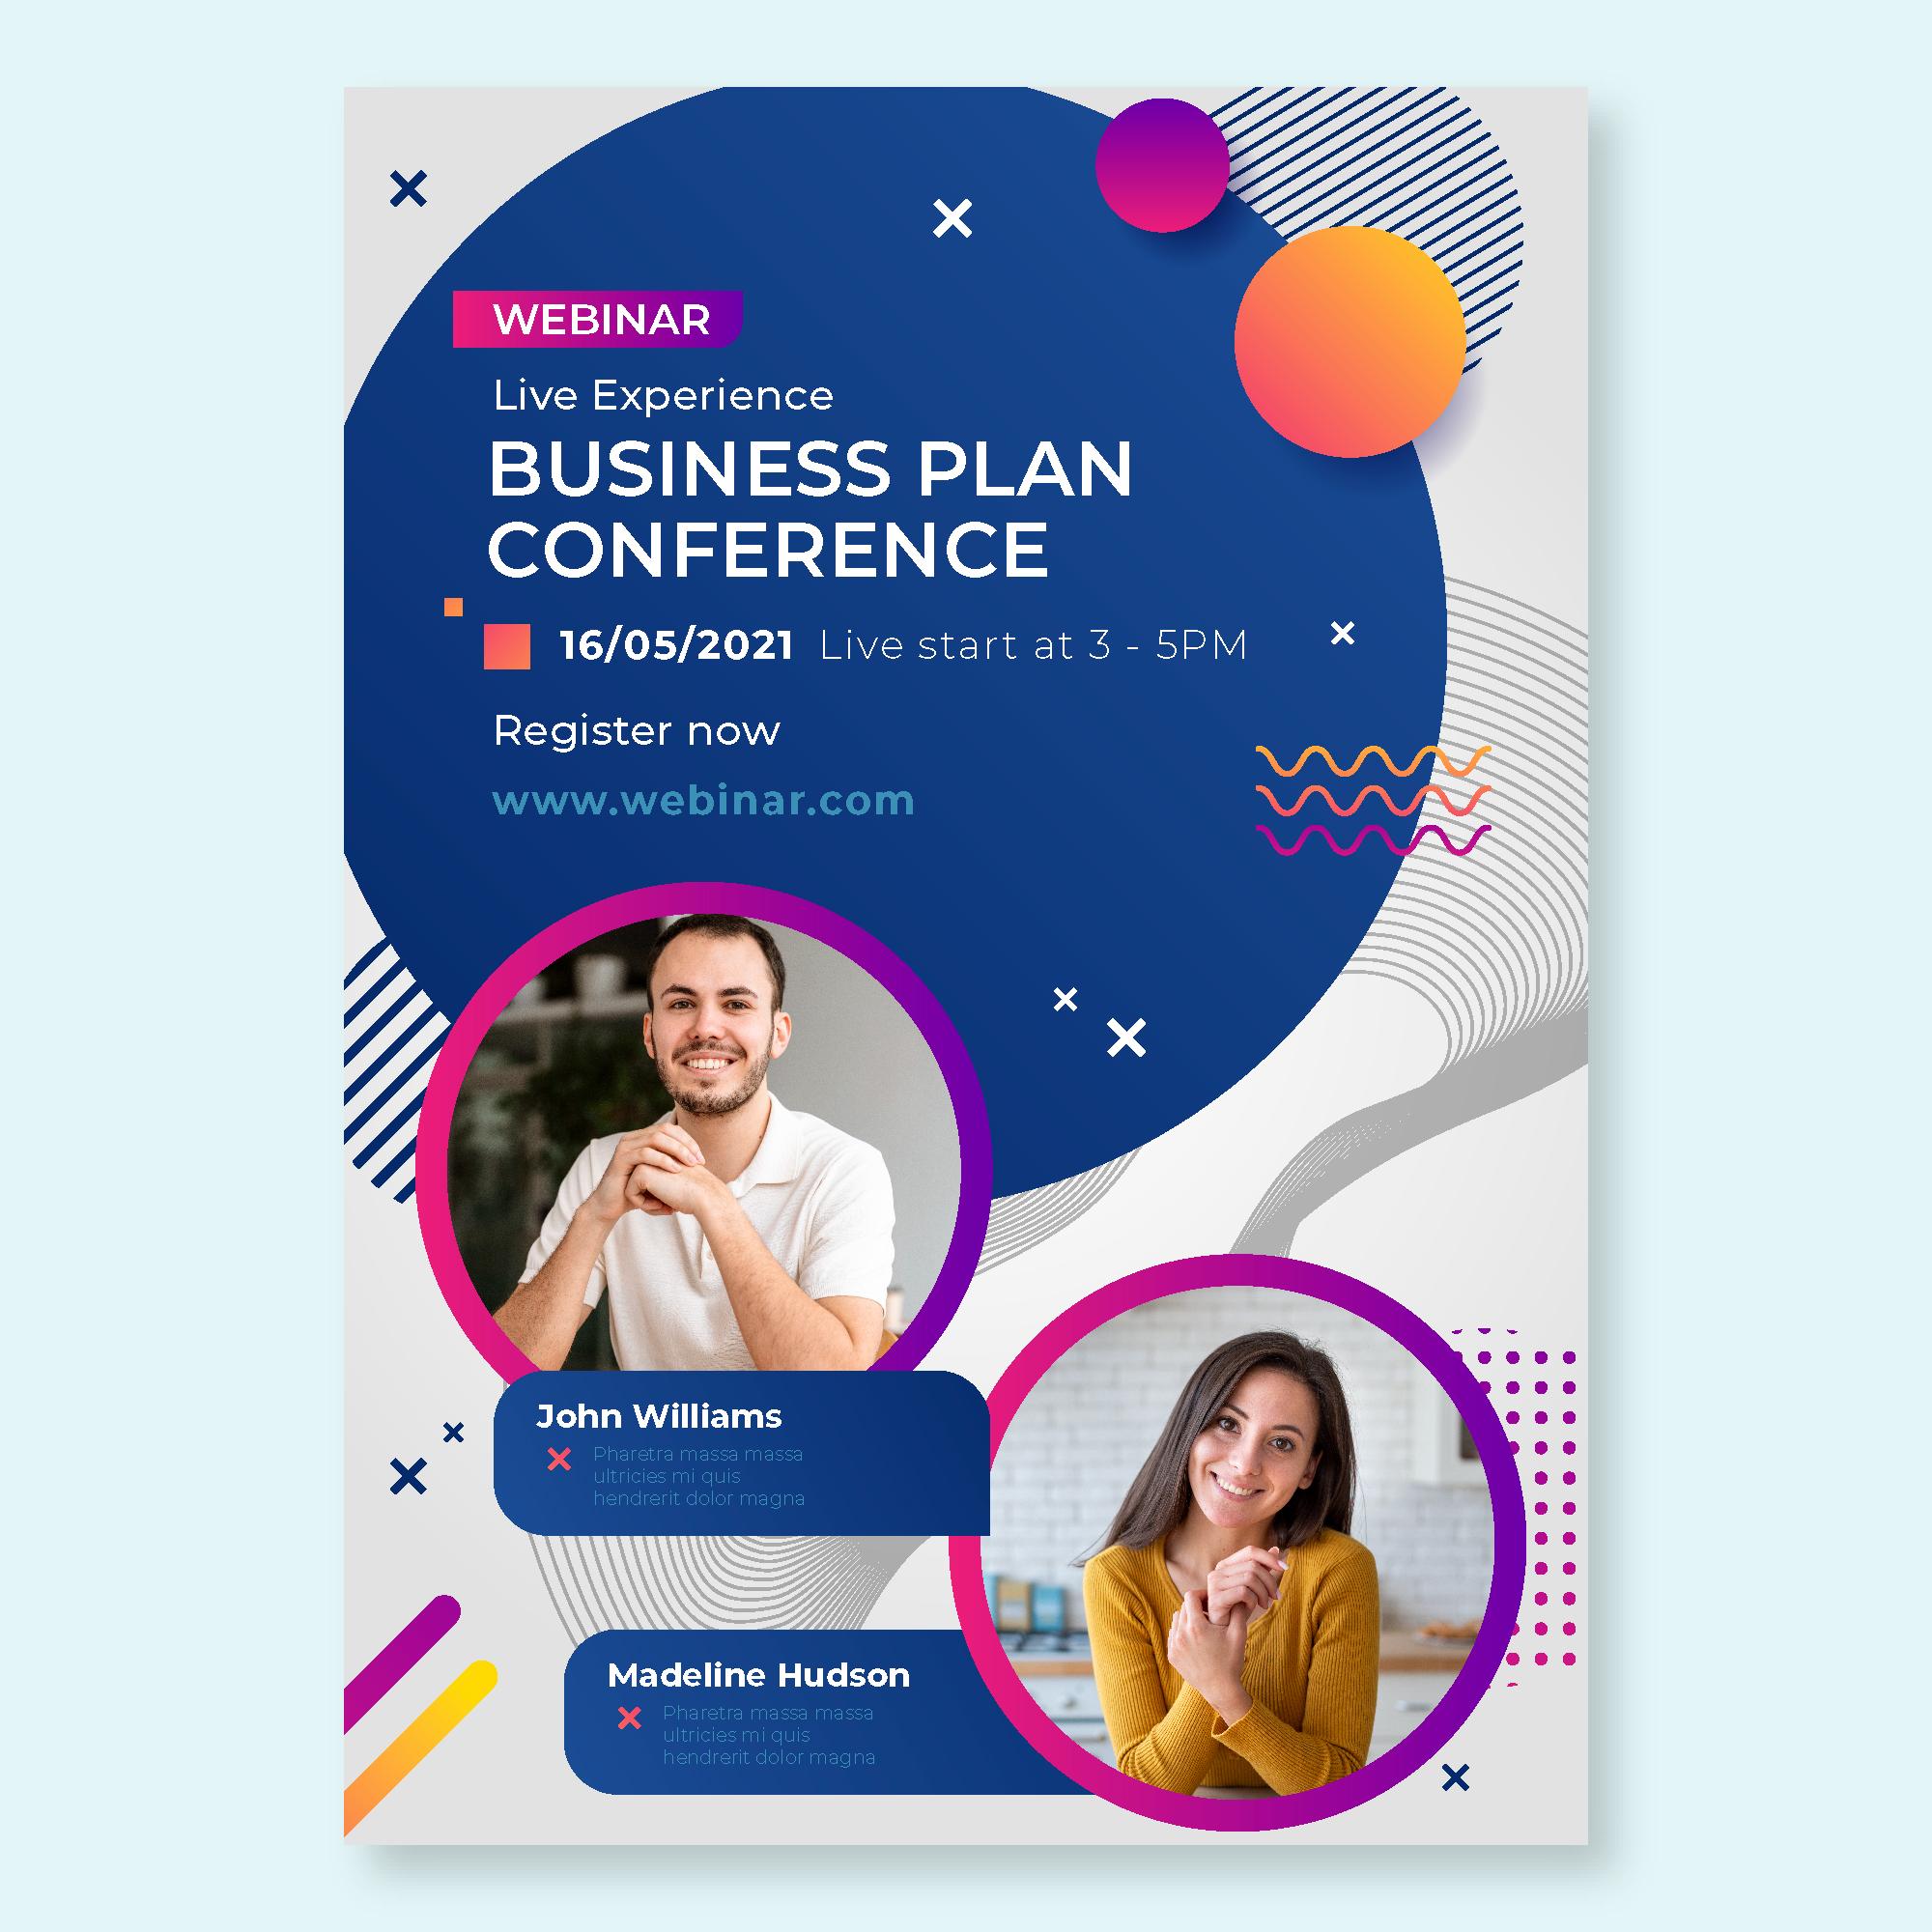 WEBINAR
Live Experience
BUSINESS PLAN
CONFERENCE
16/05/2021 Live start at 3 - 5PM
Register now
www.webinar.com
John Williams
Pharetra massa massa
ultricies mi quis
hendrerit dolor magna
Madeline Hudson
Pharetra massa massa
ultricies mi quis
hendrerit dolor magna